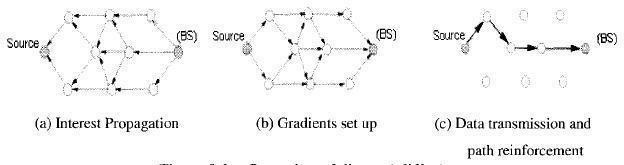 Source (BS) Source (BS) Source (BS)
(a) Interest Propagation (b) Gradients set up (c) Data transmission and
path reinforcement